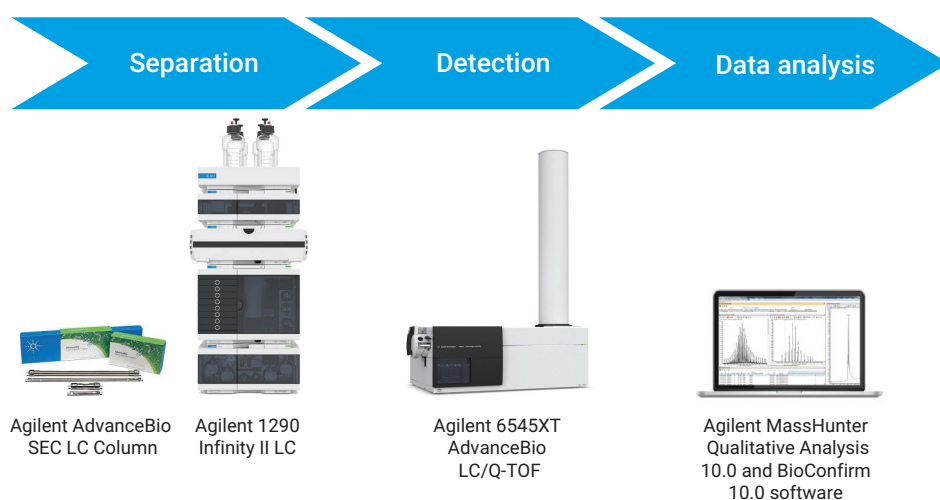 Separation
Detection
Data analysis
Agilent AdvanceBio
SEC LC Column
Agilent 1290
Infinity II LC
Agilent 6545XT
AdvanceBio
LC/Q-TOF
Agilent MassHunter
Qualitative Analysis
10.0 and BioConfirm
10.0 software